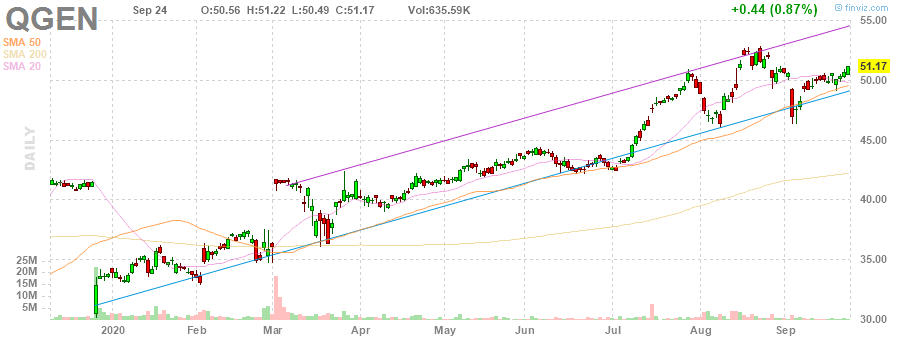 QGEN Sep 24 O:50.56 H:51.22 L:50.49 C:51.17 Vol:635.59K +0.44 (0.87%) © finviz.com
SMA 50
SMA 200
SMA 20
DAILY
55.00
51.17
50.00
45.00
40.00
35.00
30.00
25M
20M
15M
10M
5M
2020 Feb Mar Apr May Jun Jul Aug Sep